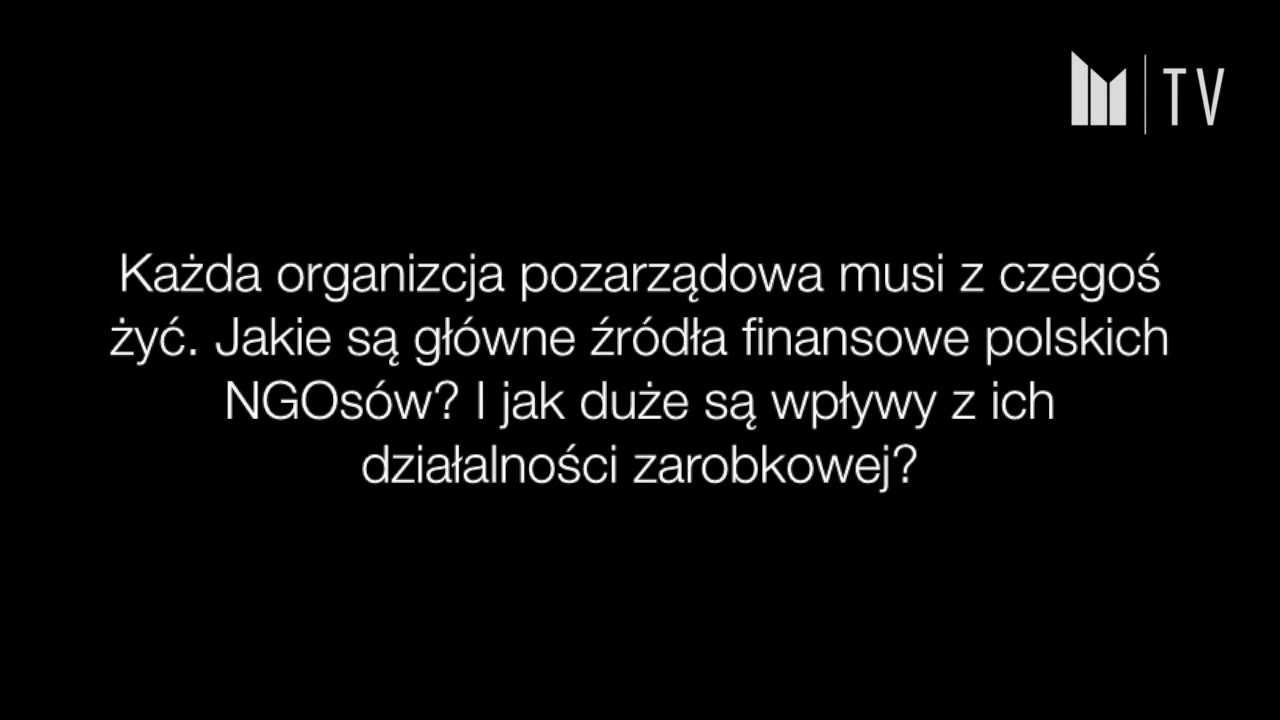 TV
Każda organizcja pozarządowa musi z czegoś
żyć. Jakie są główne źródła finansowe polskich
NGOsów? I jak duże są wpływy z ich
działalności zarobkowej?